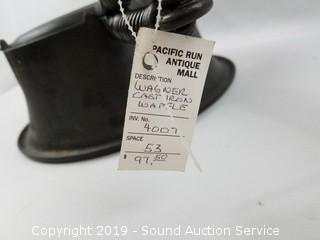 PACIFIC RUN
ANTIQUE
MALL
DESCRIPTION
WAGNER
CAST IRON
WAFFLE
INV. No.
4007
SPACE
53
$ 97.50
Copyright 2019 - Sound Auction Service